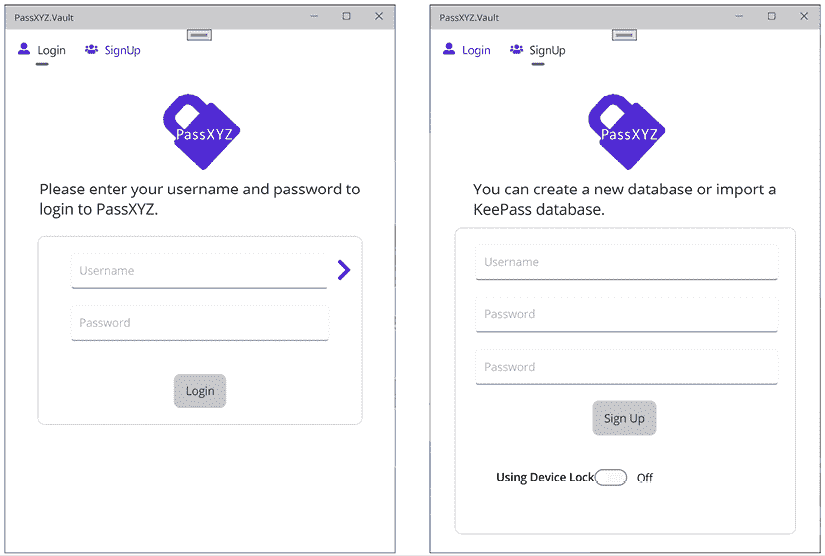 PassXYZ.Vault
Login SignUp
PassXYZ
Please enter your username and password to
login to PassXYZ.
Username
Password
Login
PassXYZ.Vault
Login SignUp
PassXYZ
You can create a new database or import a
KeePass database.
Username
Password
Password
Sign Up
Using Device Lock Off